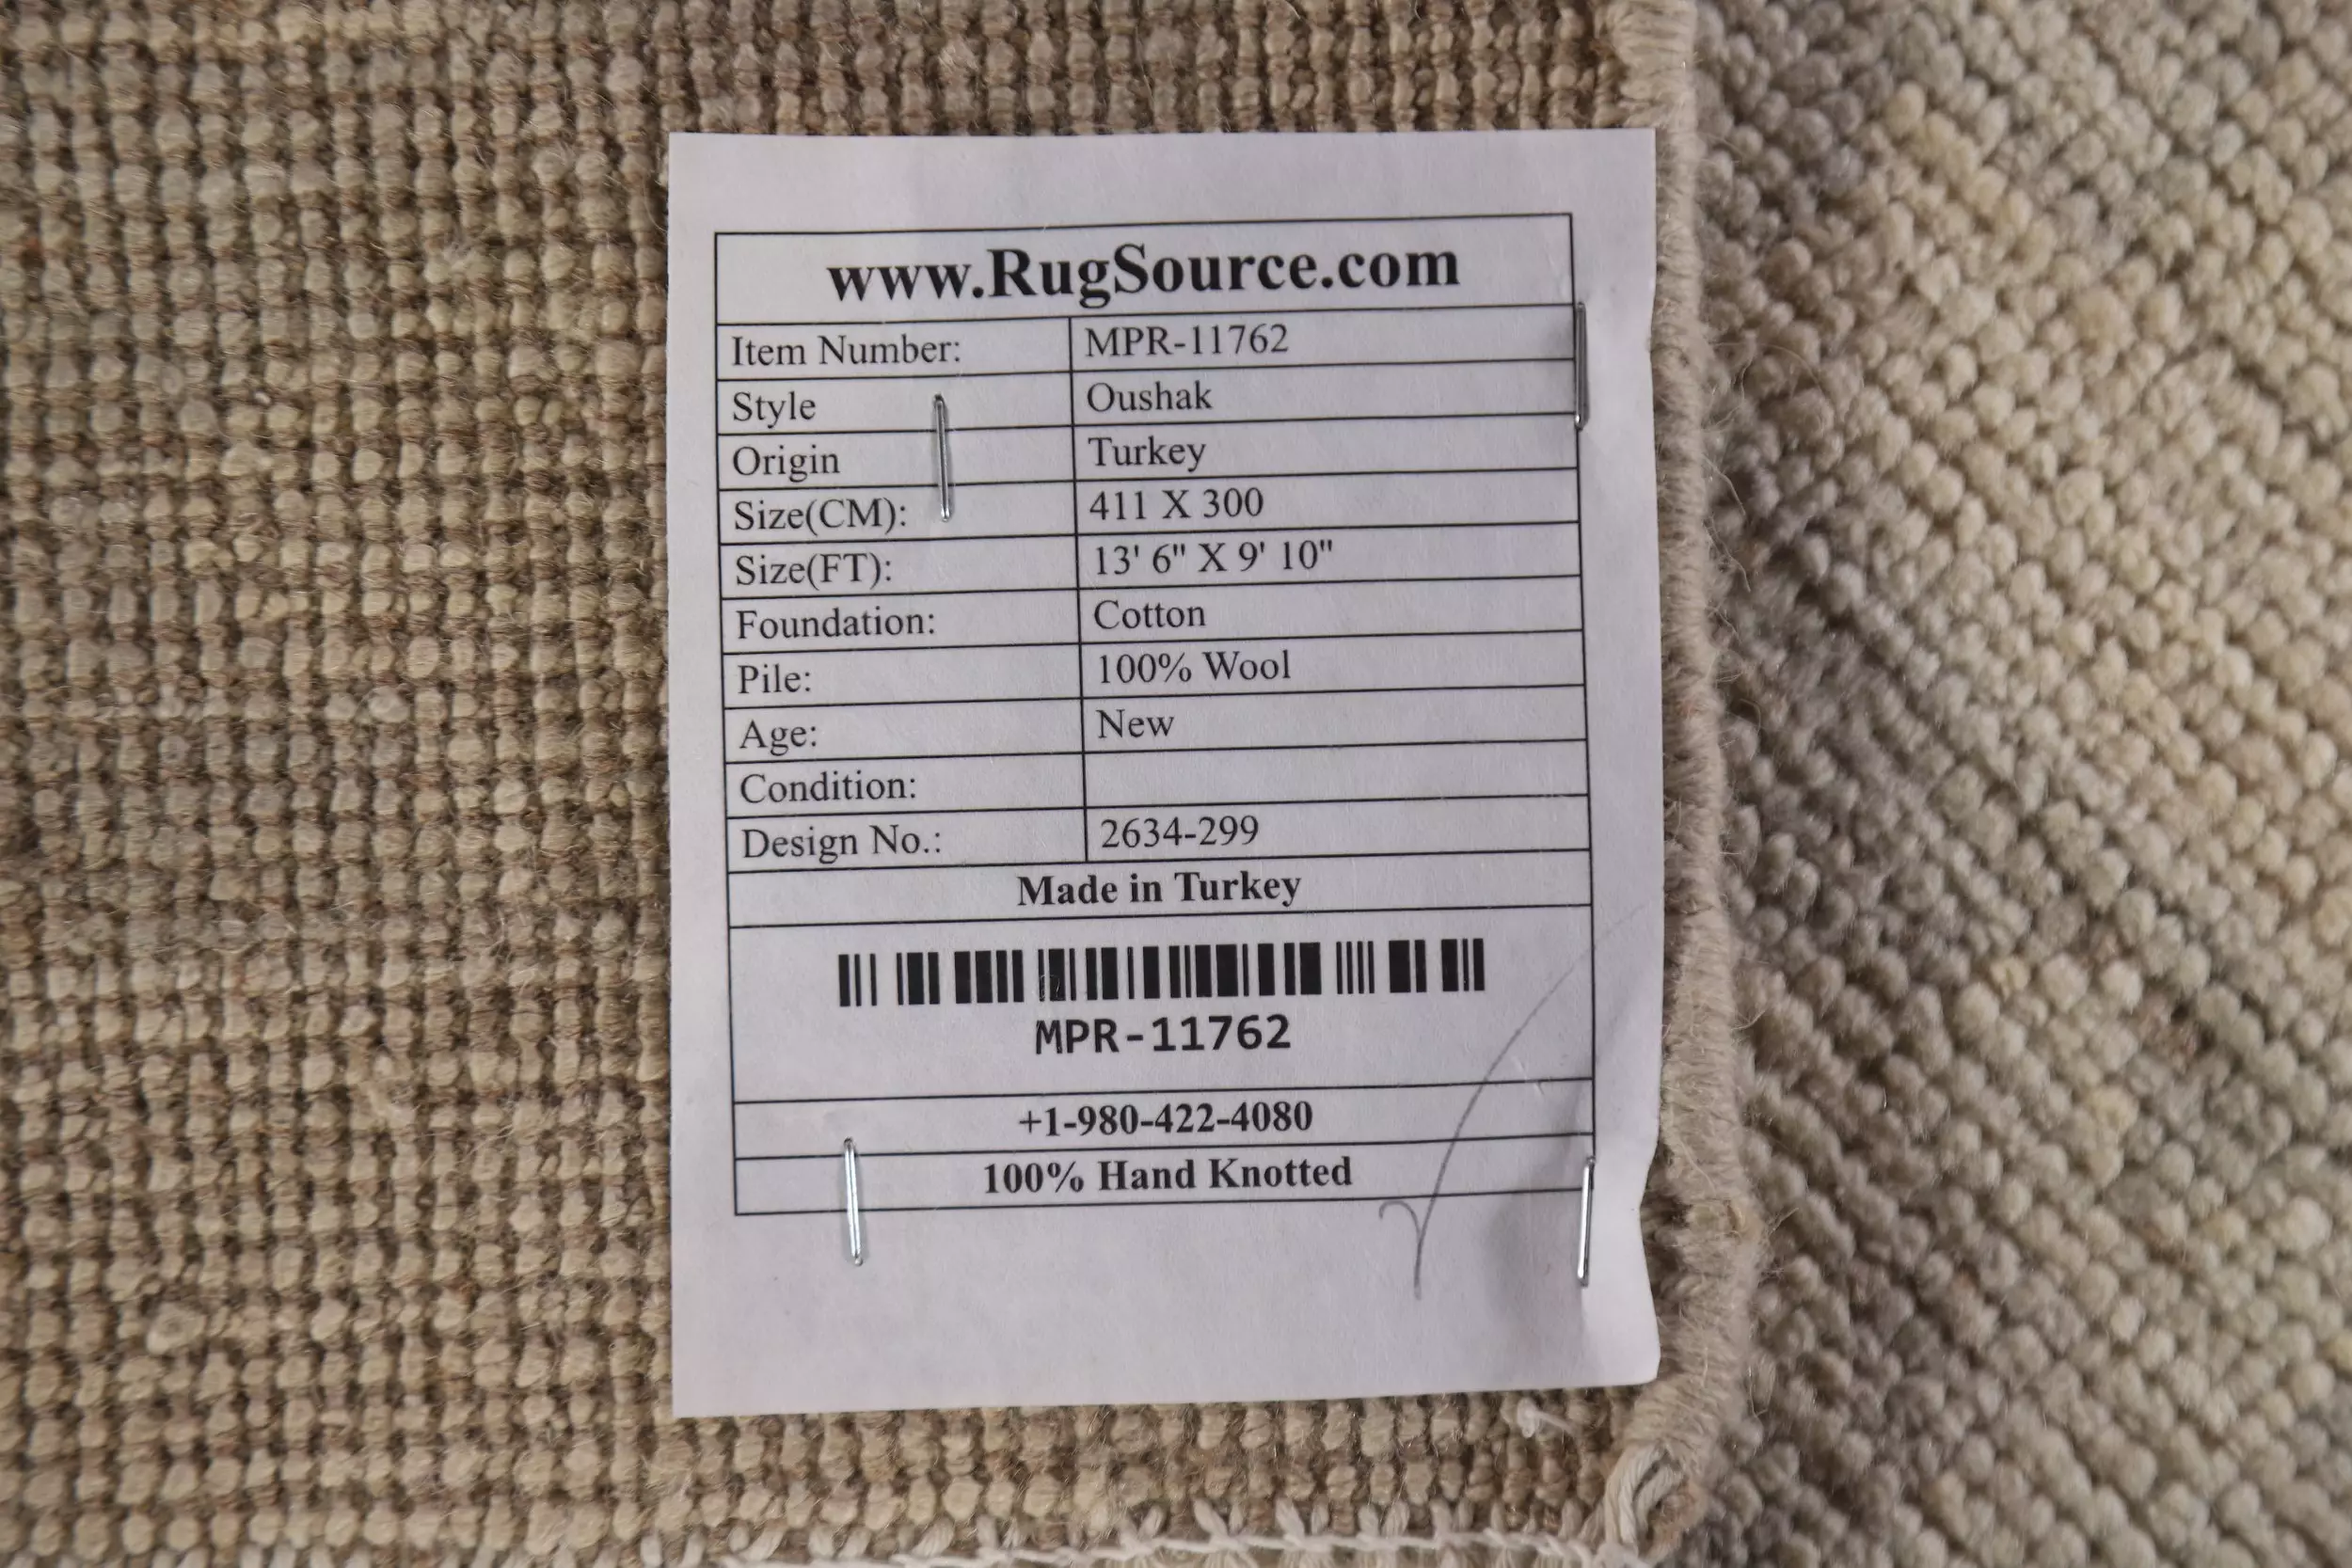 www.RugSource.com
Item Number: MPR-11762
Style Oushak
Origin Turkey
Size(CM): 411 X 300
Size(FT): 13' 6" X 9' 10"
Foundation: Cotton
Pile: 100% Wool
Age: New
Condition:
Design No.: 2634-299
Made in Turkey
MPR-11762
+1-980-422-4080
100% Hand Knotted